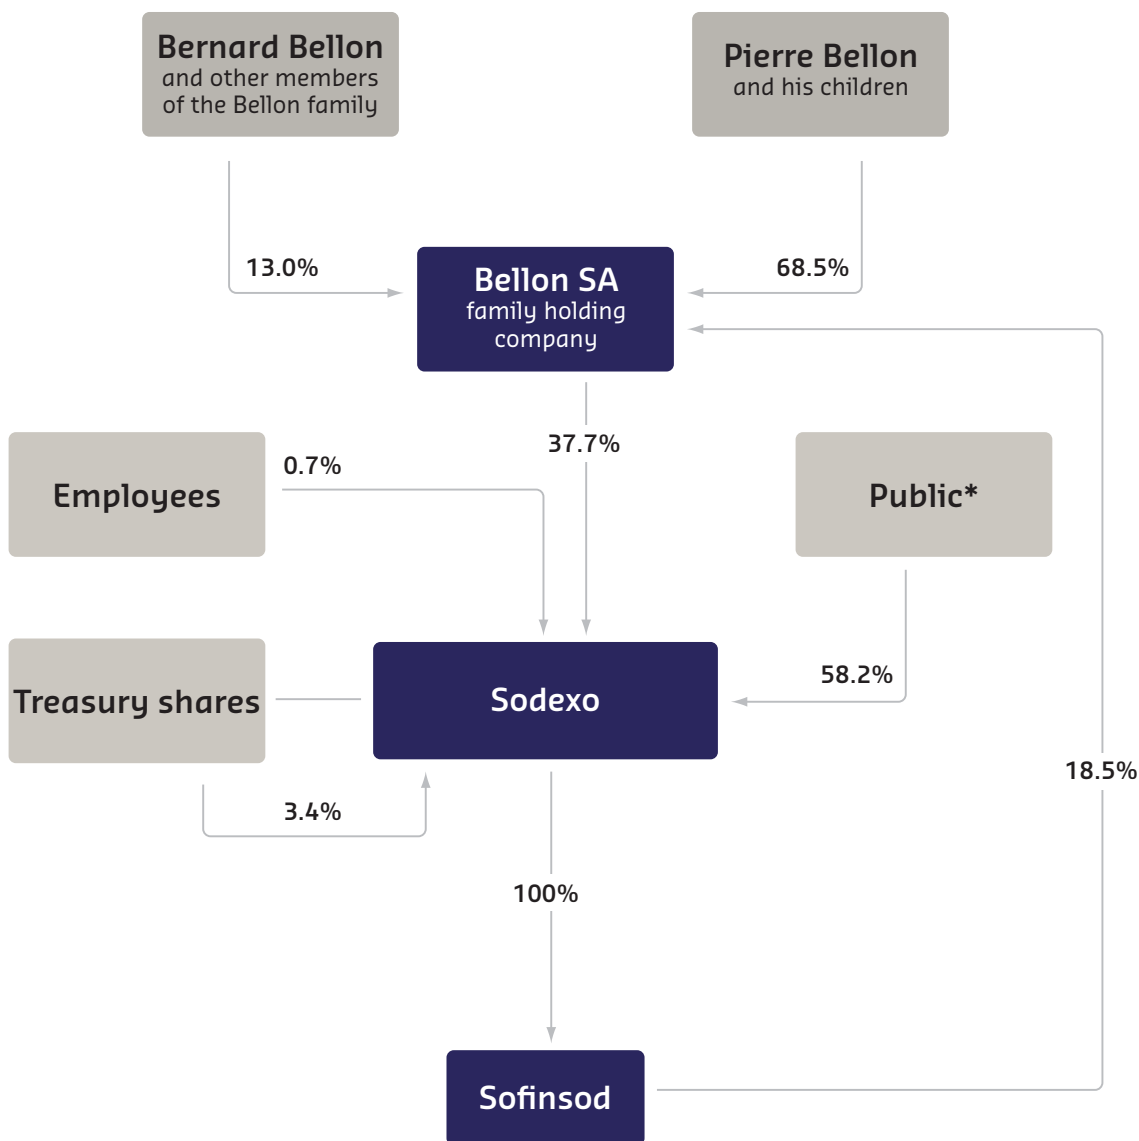 Bernard Bellon
and other members
of the Bellon family
Pierre Bellon
and his children
13.0%
68.5%
Bellon SA
family holding
company
37.7%
0.7%
Employees
Public*
58.2%
Treasury shares
Sodexo
18.5%
3.4%
100%
Sofinsod